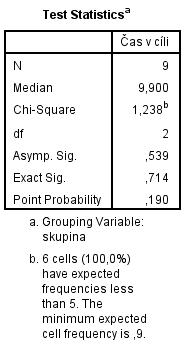 Test Statisticsa
Čas v cíli
N 9
Median 9,900
Chi-Square 1,238b
df 2
Asymp. Sig. ,539
Exact Sig. ,714
Point Probability ,190
a. Grouping Variable:
skupina
b. 6 cells (100,0%)
have expected
frequencies less
than 5. The
minimum expected
cell frequency is ,9.